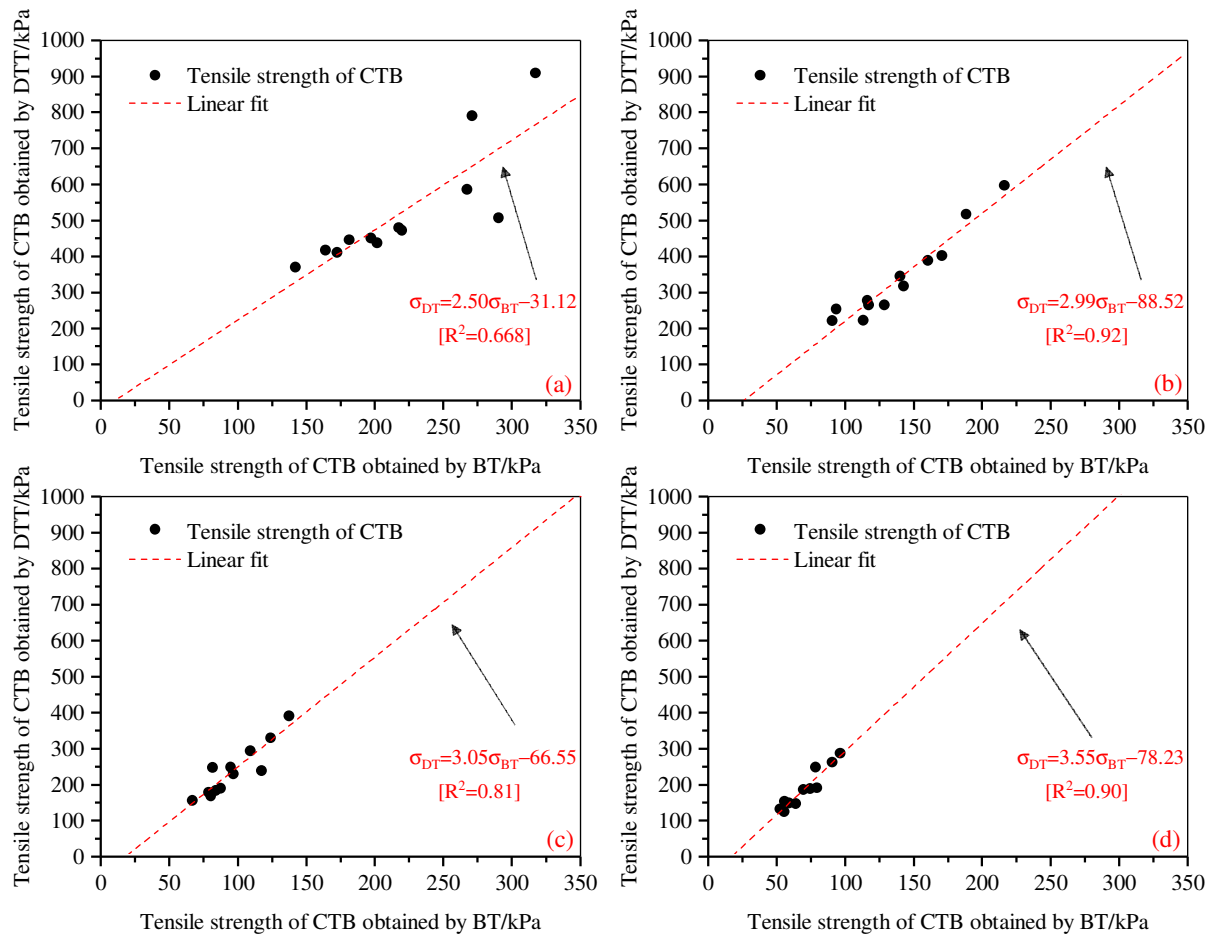 Tensile strength of CTB obtained by DTT/kPa
1000
900
800
700
600
500
400
300
200
100
0
Tensile strength of CTB
Linear fit
σ_DT=2.50σ_BT−31.12
[R²=0.668]
(a)
0 50 100 150 200 250 300 350
Tensile strength of CTB obtained by BT/kPa
Tensile strength of CTB obtained by DTT/kPa
1000
900
800
700
600
500
400
300
200
100
0
Tensile strength of CTB
Linear fit
σ_DT=2.99σ_BT−88.52
[R²=0.92]
(b)
0 50 100 150 200 250 300 350
Tensile strength of CTB obtained by BT/kPa
Tensile strength of CTB obtained by DTT/kPa
1000
900
800
700
600
500
400
300
200
100
0
Tensile strength of CTB
Linear fit
σ_DT=3.05σ_BT−66.55
[R²=0.81]
(c)
0 50 100 150 200 250 300 350
Tensile strength of CTB obtained by BT/kPa
Tensile strength of CTB obtained by DTT/kPa
1000
900
800
700
600
500
400
300
200
100
0
Tensile strength of CTB
Linear fit
σ_DT=3.55σ_BT−78.23
[R²=0.90]
(d)
0 50 100 150 200 250 300 350
Tensile strength of CTB obtained by BT/kPa